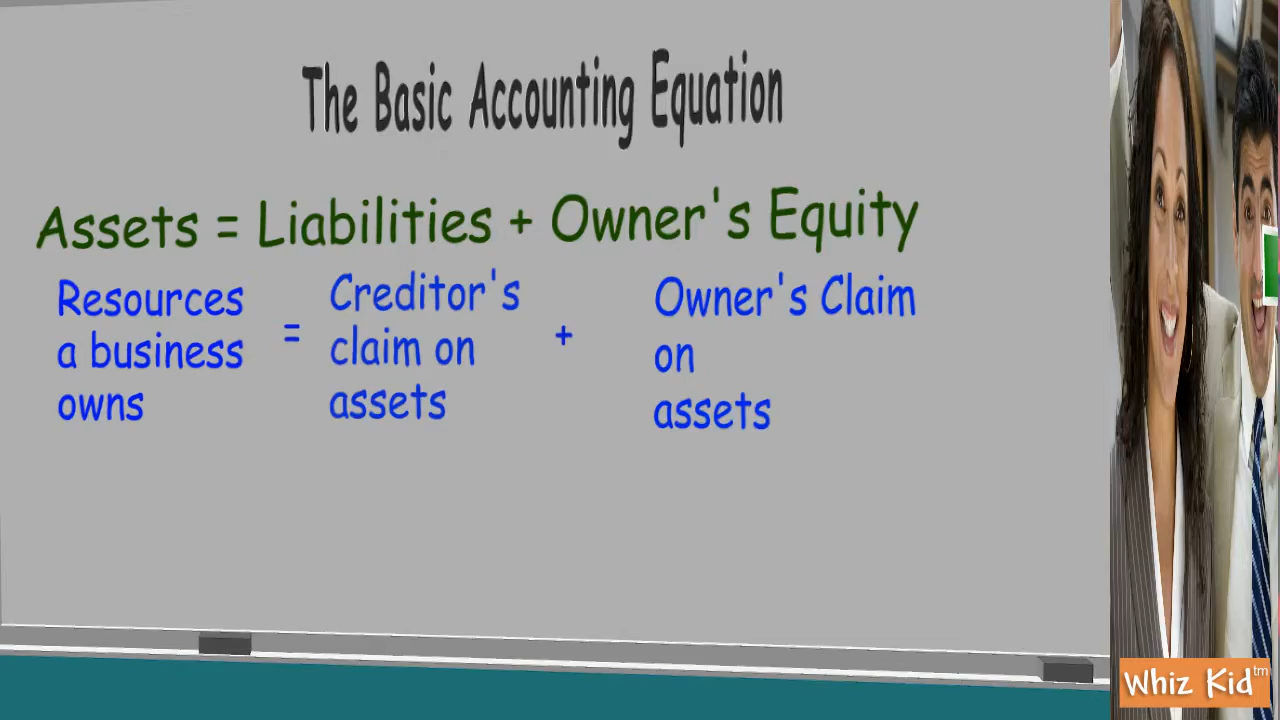 The Basic Accounting Equation
Assets = Liabilities + Owner's Equity
Resources
a business
owns
=
Creditor's
claim on
assets
+
Owner's Claim
on
assets
Whiz Kid™